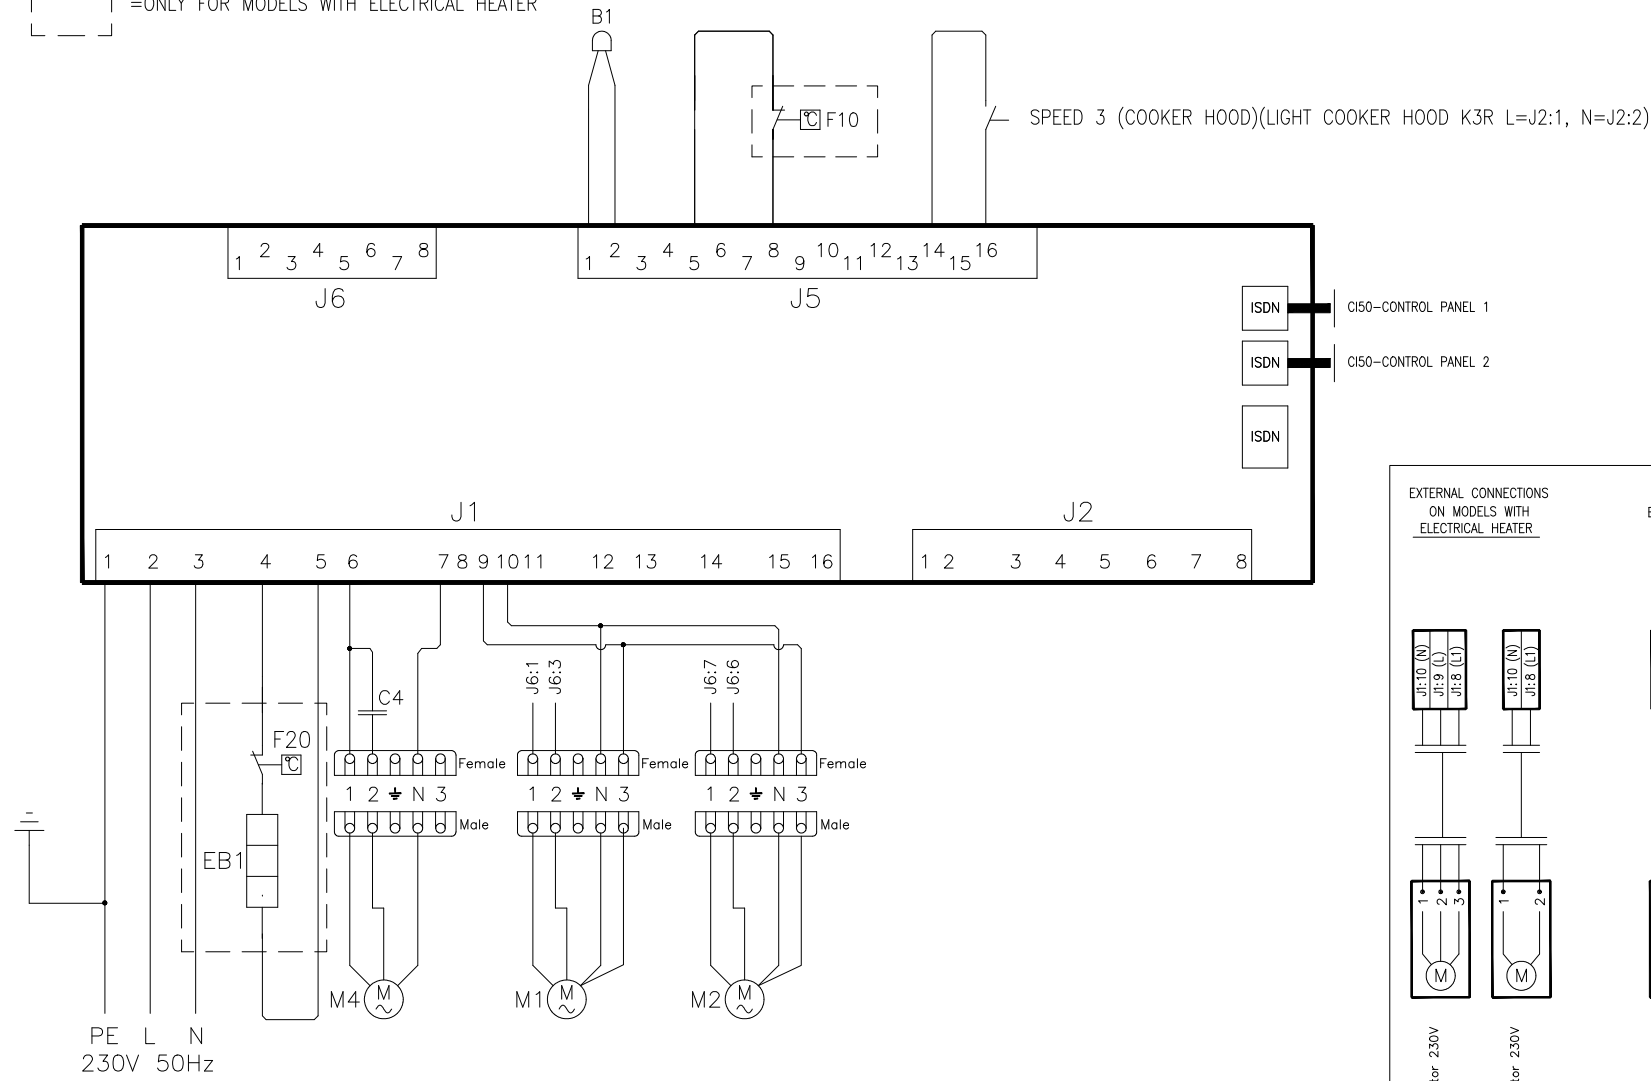 =ONLY FOR MODELS WITH ELECTRICAL HEATER
B1
°C F10
SPEED 3 (COOKER HOOD)(LIGHT COOKER HOOD K3R L=J2:1, N=J2:2)
1 2 3 4 5 6 7 8
J6
1 2 3 4 5 6 7 8 9 10 11 12 13 14 15 16
J5
ISDN CI50-CONTROL PANEL 1
ISDN CI50-CONTROL PANEL 2
ISDN
J1
1 2 3 4 5 6 7 8 9 10 11 12 13 14 15 16
J2
1 2 3 4 5 6 7 8
C4
J6:1
J6:3
J6:7
J6:6
F20
°C
Female
Female
Female
1 2 N 3
1 2 N 3
1 2 N 3
Male
Male
Male
EB1
M4 M ~
M1 M ~
M2 M ~
PE L N
230V 50Hz
EXTERNAL CONNECTIONS
ON MODELS WITH
ELECTRICAL HEATER
J1:10 (N)
J1:9 (L)
J1:8 (L1)
J1:10 (N)
J1:8 (L1)
1 2 3
M
1 2
M
tor 230V
tor 230V